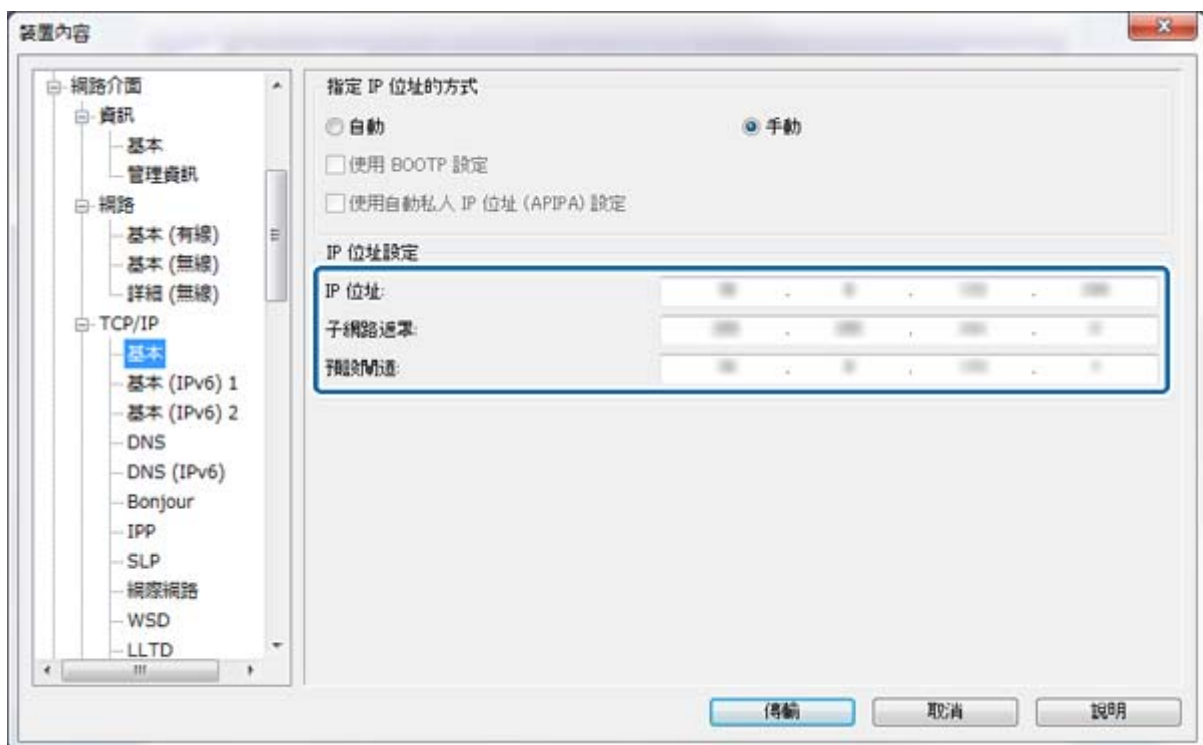 裝置內容
網路介面
資訊
基本
管理資訊
網路
基本 (有線)
基本 (無線)
詳細 (無線)
TCP/IP
基本
基本 (IPv6) 1
基本 (IPv6) 2
DNS
DNS (IPv6)
Bonjour
IPP
SLP
網際網路
WSD
LLTD
指定 IP 位址的方式
自動
手動
使用 BOOTP 設定
使用自動私人 IP 位址 (APIPA) 設定
IP 位址設定
IP 位址:
子網路遮罩:
預設閘道:
傳輸
取消
說明